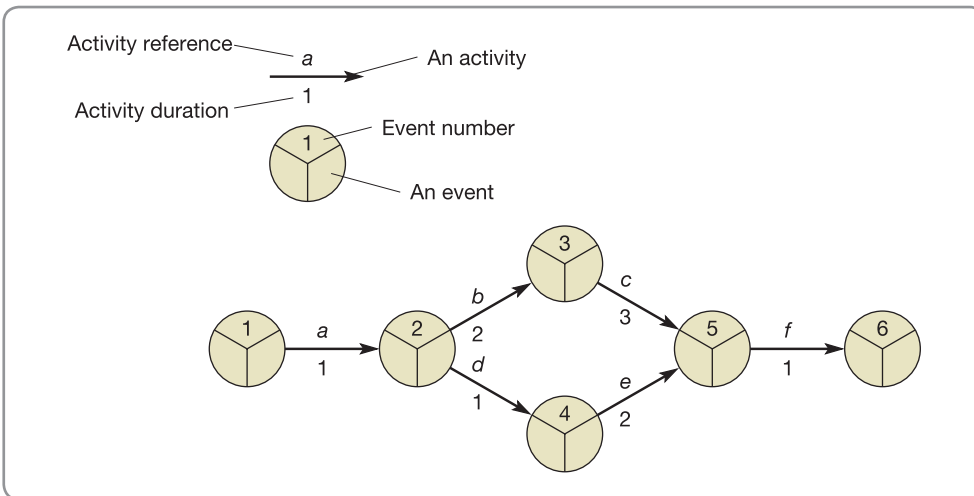 Activity reference
a
An activity
Activity duration
1
1
Event number
An event
3
b
c
2
3
1
a
2
5
f
6
1
d
1
1
e
4
2